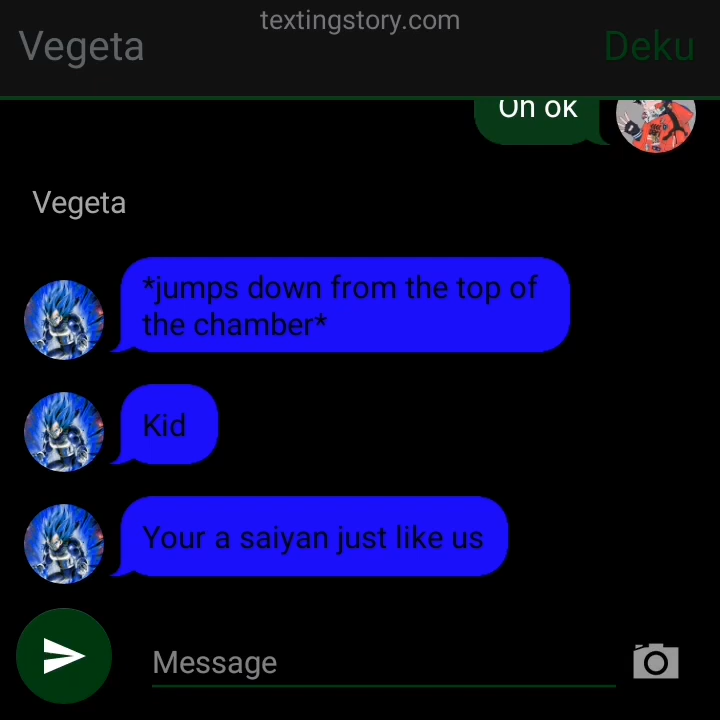 textingstory.com
Vegeta
Deku
Oh ok
Vegeta
*jumps down from the top of
the chamber*
Kid
Your a saiyan just like us
Message